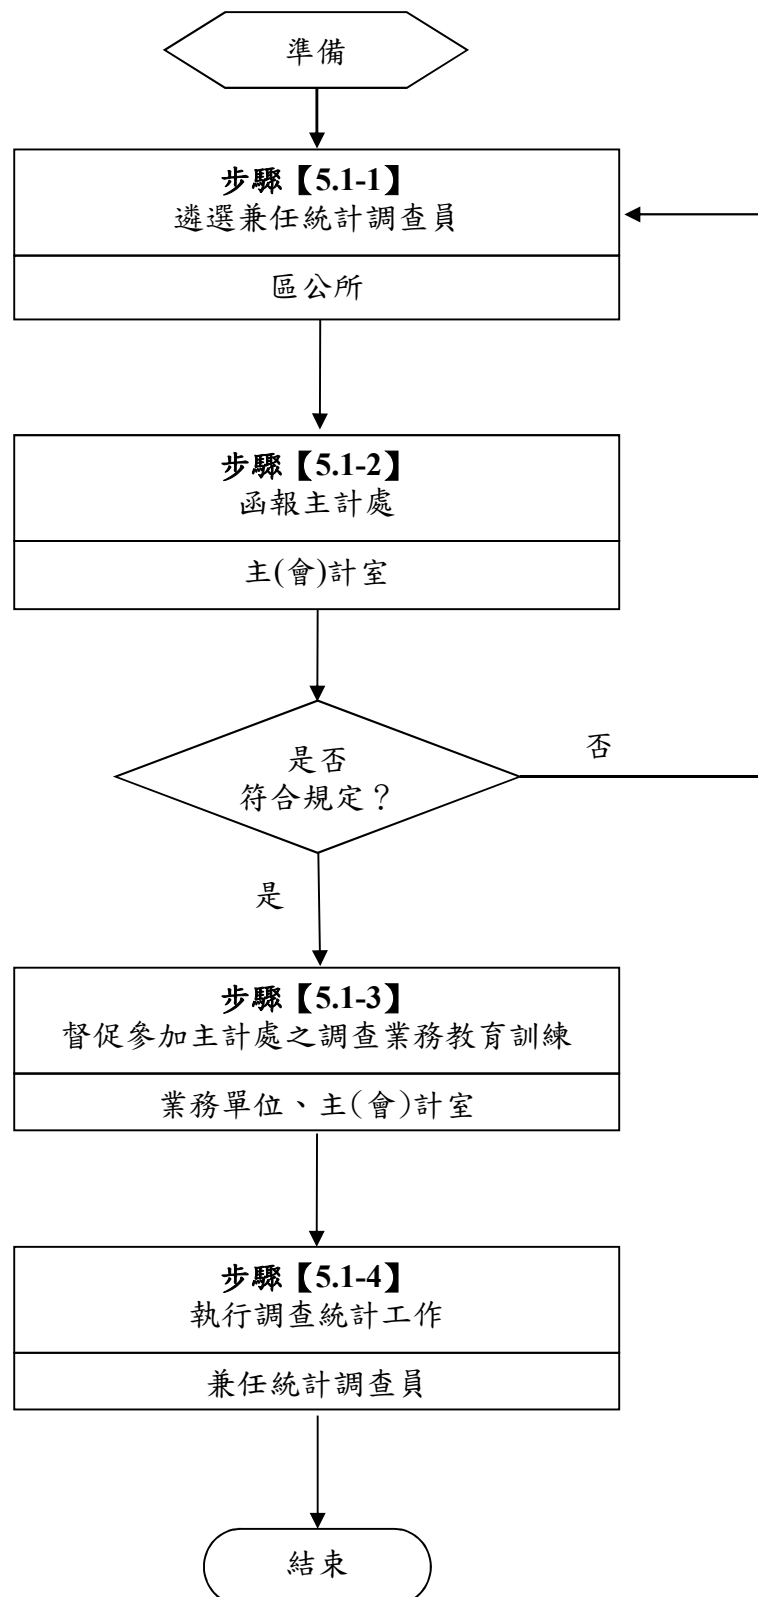 準備
步驟【5.1-1】
遴選兼任統計調查員
區公所
步驟【5.1-2】
函報主計處
主(會)計室
是否
符合規定？
否
是
步驟【5.1-3】
督促參加主計處之調查業務教育訓練
業務單位、主(會)計室
步驟【5.1-4】
執行調查統計工作
兼任統計調查員
結束